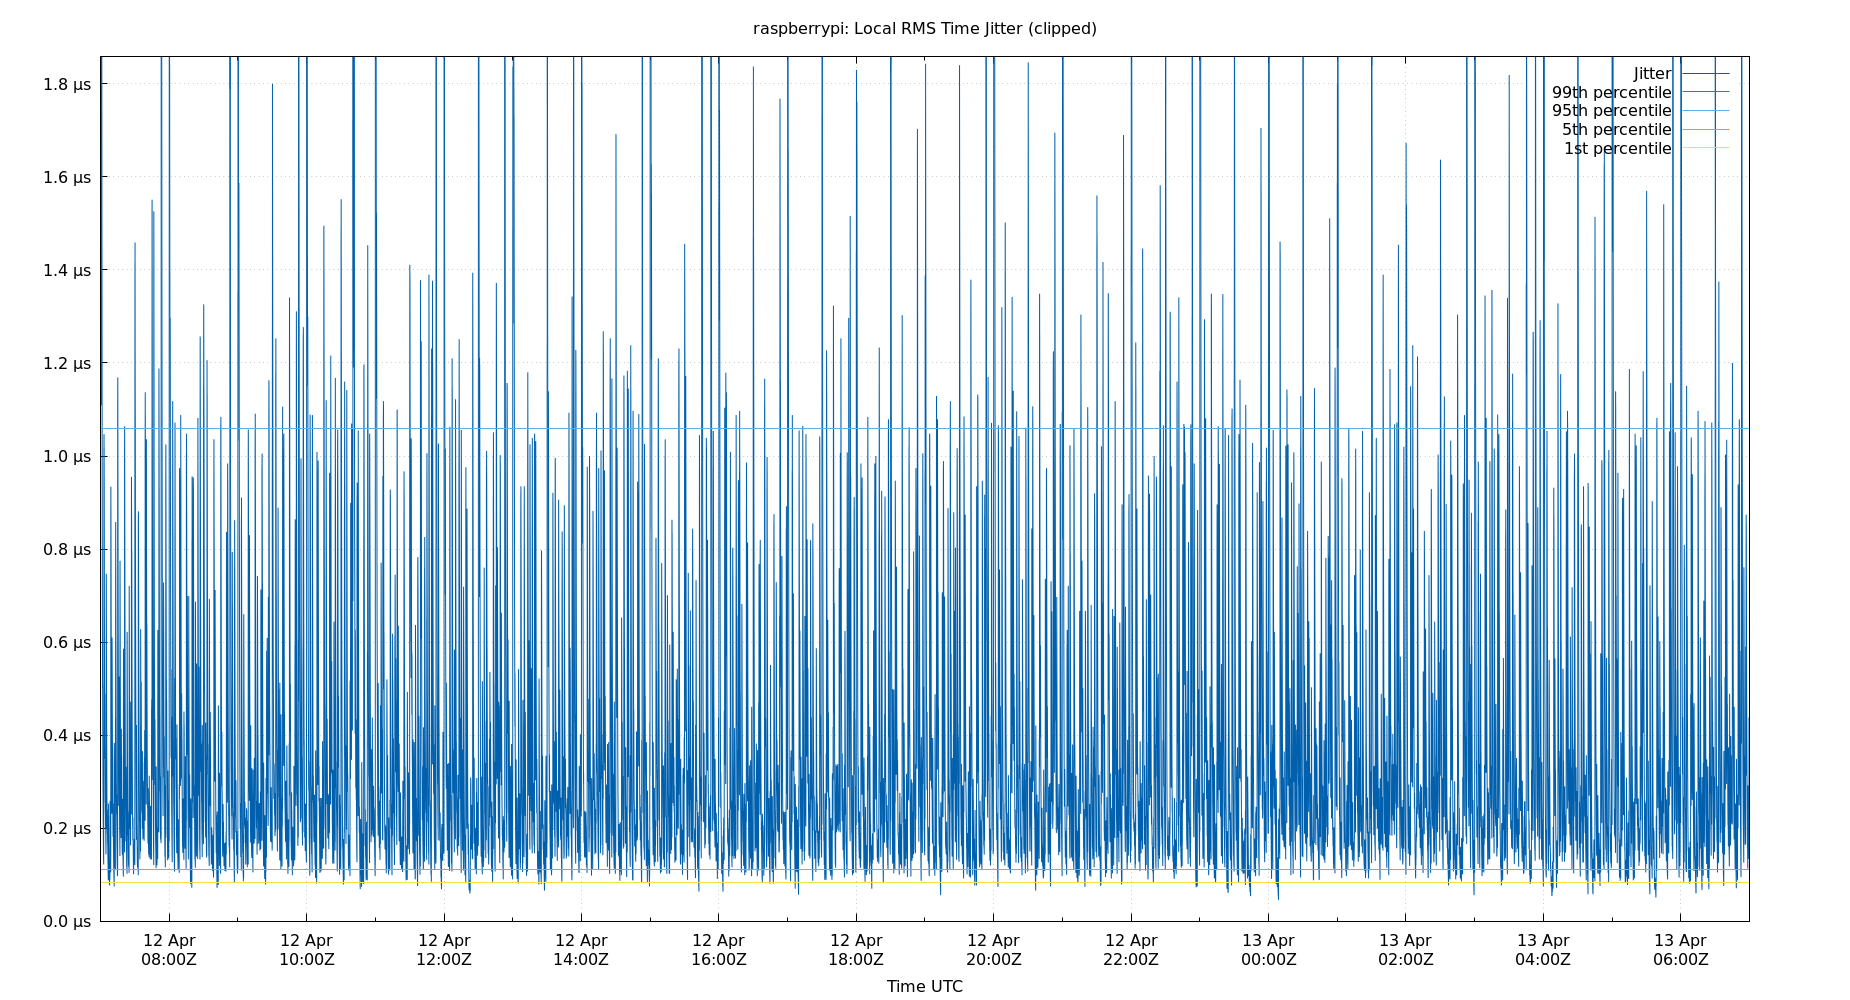 raspberrypi: Local RMS Time Jitter (clipped)
Jitter
99th percentile
95th percentile
5th percentile
1st percentile
1.8 µs
1.6 µs
1.4 µs
1.2 µs
1.0 µs
0.8 µs
0.6 µs
0.4 µs
0.2 µs
0.0 µs
12 Apr 12 Apr 12 Apr 12 Apr 12 Apr 12 Apr 12 Apr 12 Apr 13 Apr 13 Apr 13 Apr 13 Apr
08:00Z 10:00Z 12:00Z 14:00Z 16:00Z 18:00Z 20:00Z 22:00Z 00:00Z 02:00Z 04:00Z 06:00Z
Time UTC